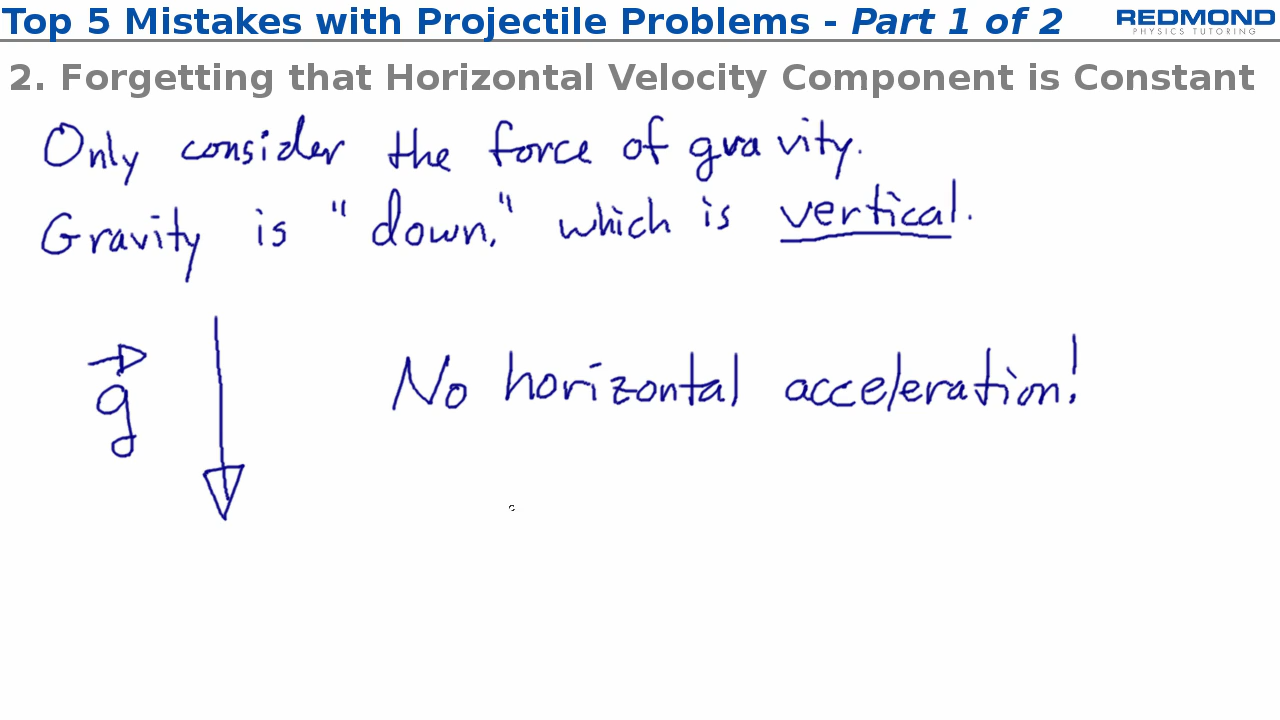 Top 5 Mistakes with Projectile Problems - Part 1 of 2
REDMOND
PHYSICS TUTORING
2. Forgetting that Horizontal Velocity Component is Constant
Only consider the force of gravity.
Gravity is "down," which is vertical.
g
No horizontal acceleration!